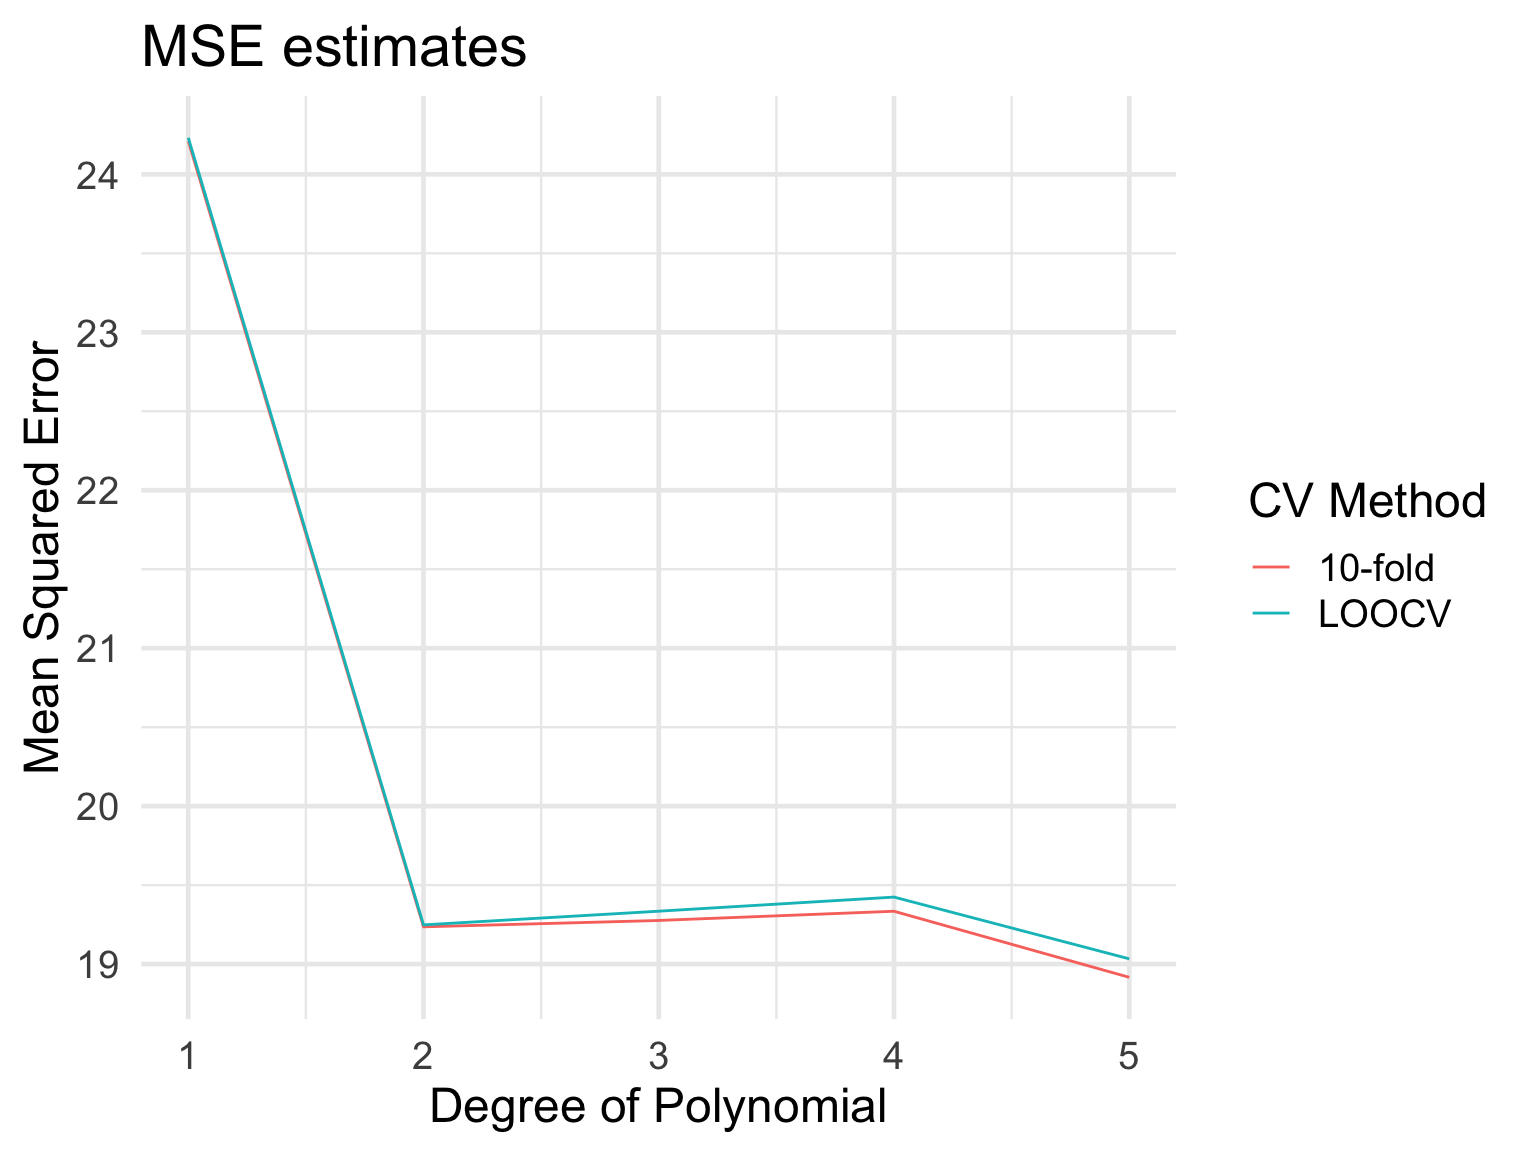 MSE estimates
24
23
22
21
20
19
Mean Squared Error
1 2 3 4 5
Degree of Polynomial
CV Method
10-fold
LOOCV